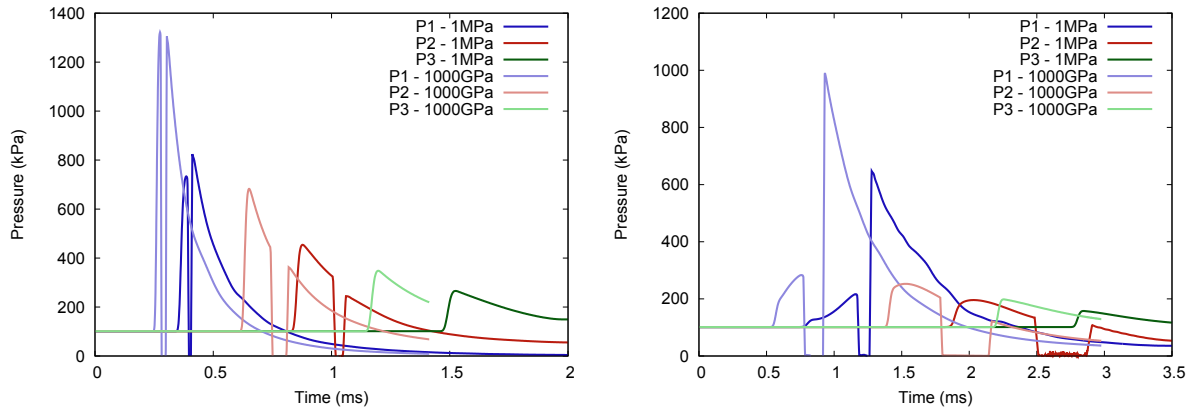 1400
1200
1000
800
600
400
200
0
Pressure (kPa)
0
0.5
1
1.5
2
Time (ms)
P1 - 1MPa
P2 - 1MPa
P3 - 1MPa
P1 - 1000GPa
P2 - 1000GPa
P3 - 1000GPa
1200
1000
800
600
400
200
0
Pressure (kPa)
0
0.5
1
1.5
2
2.5
3
3.5
Time (ms)
P1 - 1MPa
P2 - 1MPa
P3 - 1MPa
P1 - 1000GPa
P2 - 1000GPa
P3 - 1000GPa